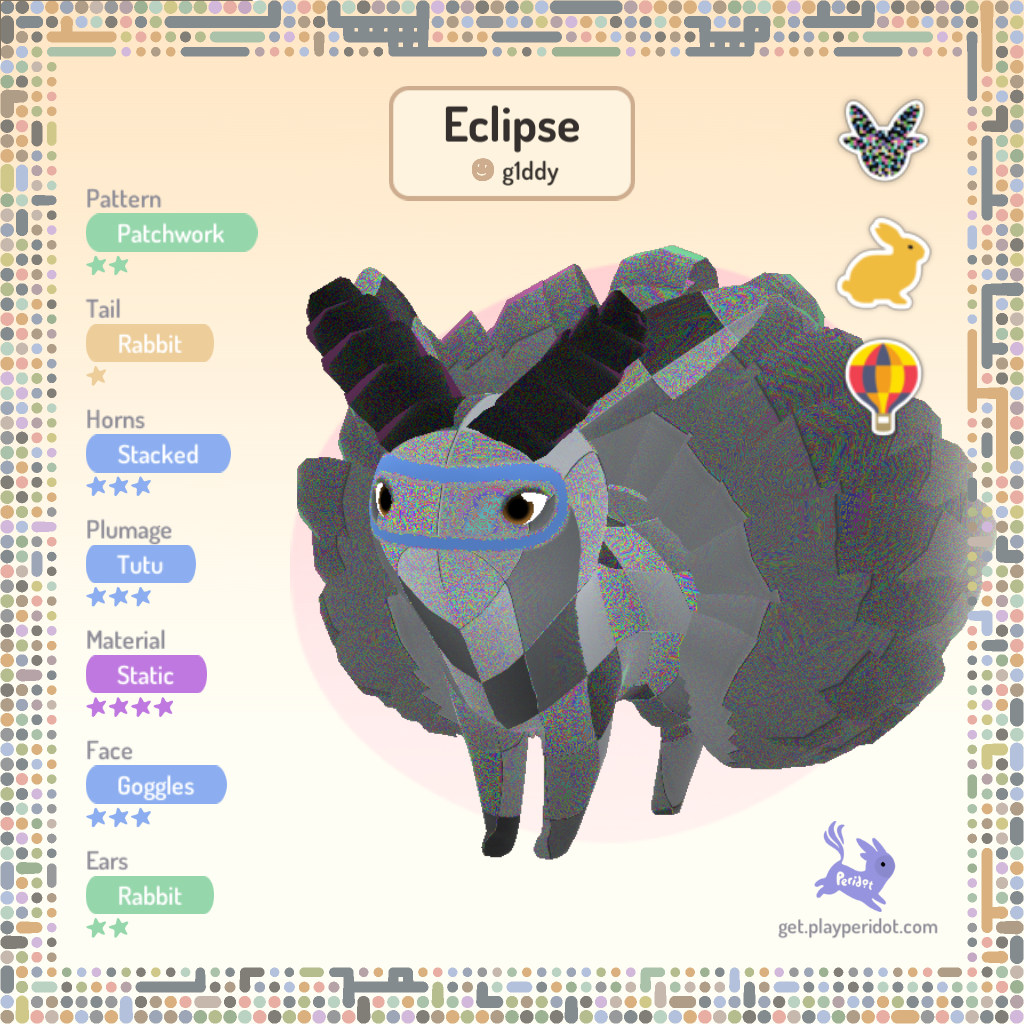 Eclipse
g1ddy
Pattern
Patchwork
Tail
Rabbit
Horns
Stacked
Plumage
Tutu
Material
Static
Face
Goggles
Ears
Rabbit
Peridot
get.playperidot.com